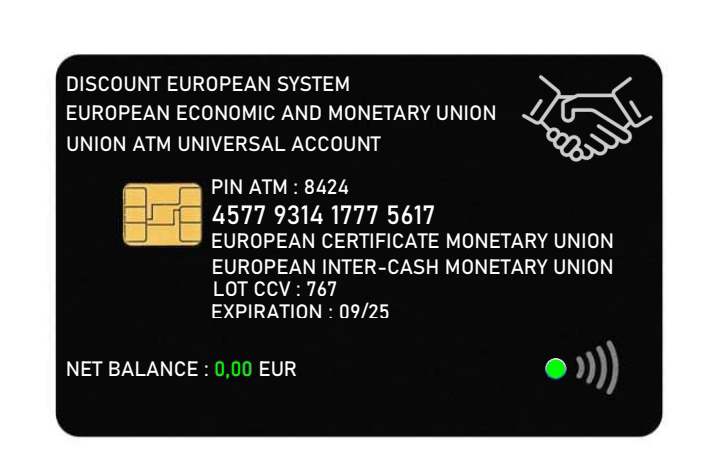 DISCOUNT EUROPEAN SYSTEM
EUROPEAN ECONOMIC AND MONETARY UNION
UNION ATM UNIVERSAL ACCOUNT
PIN ATM : 8424
4577 9314 1777 5617
EUROPEAN CERTIFICATE MONETARY UNION
EUROPEAN INTER-CASH MONETARY UNION
LOT CCV : 767
EXPIRATION : 09/25
NET BALANCE : 0,00 EUR